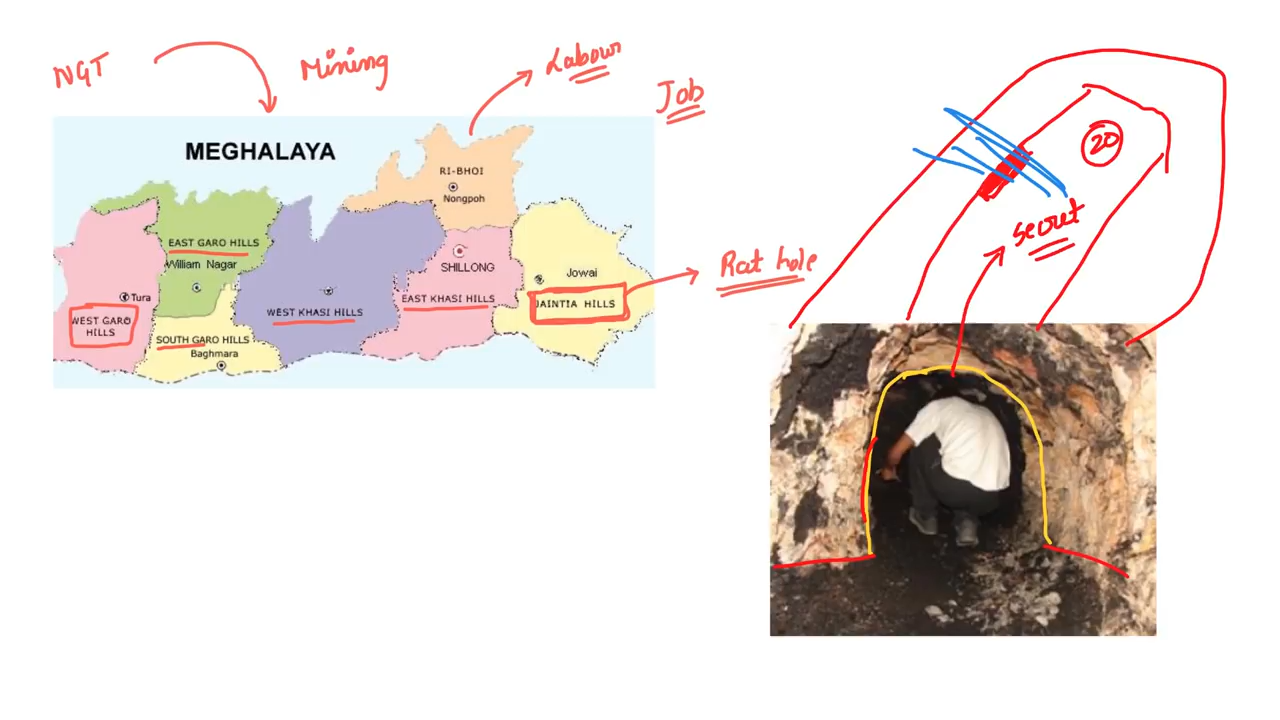 NGT
Mining
Labour
Job
MEGHALAYA
RI-BHOI
Nongpoh
EAST GARO HILLS
William Nagar
SHILLONG
Jowai
Tura
WEST GARO
HILLS
WEST KHASI HILLS
EAST KHASI HILLS
JAINTIA HILLS
SOUTH GARO HILLS
Baghmara
Rat hole
20
secret